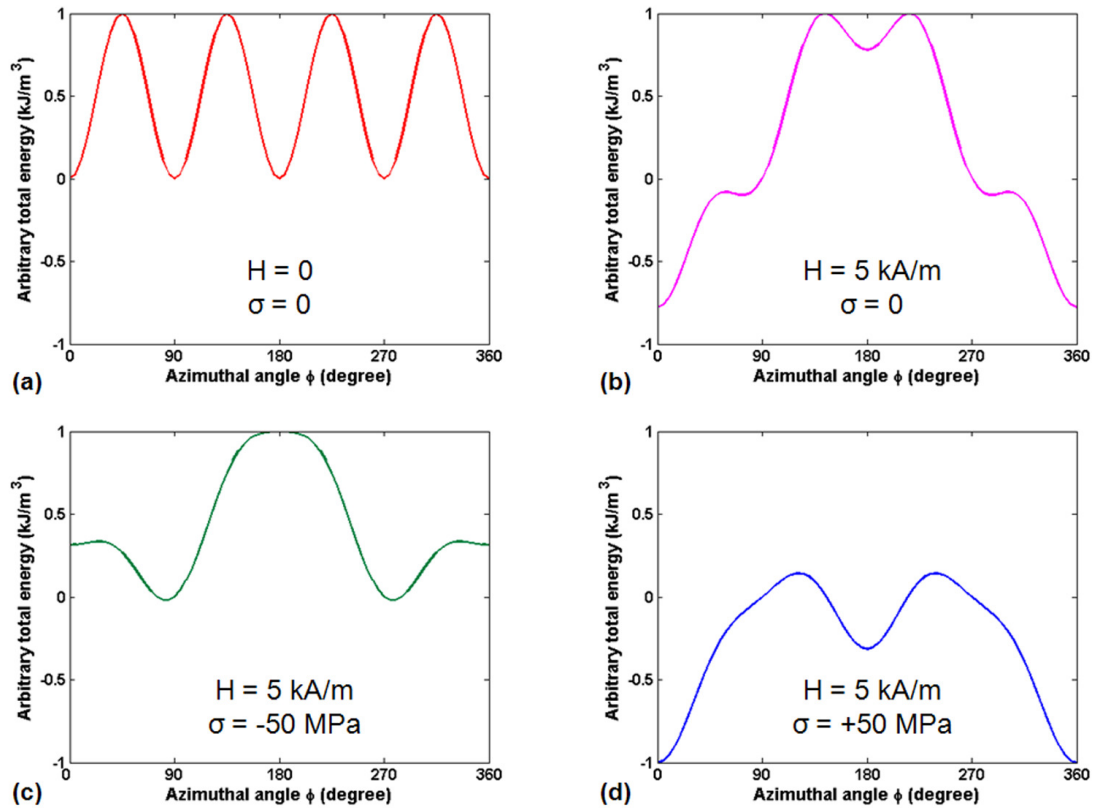 Arbitrary total energy (kJ/m³)
1
0.5
0
-0.5
-1
H = 0
σ = 0
0 90 180 270 360
Azimuthal angle ϕ (degree)
(a)
Arbitrary total energy (kJ/m³)
1
0.5
0
-0.5
-1
H = 5 kA/m
σ = 0
0 90 180 270 360
Azimuthal angle ϕ (degree)
(b)
Arbitrary total energy (kJ/m³)
1
0.5
0
-0.5
-1
H = 5 kA/m
σ = -50 MPa
0 90 180 270 360
Azimuthal angle ϕ (degree)
(c)
Arbitrary total energy (kJ/m³)
1
0.5
0
-0.5
-1
H = 5 kA/m
σ = +50 MPa
0 90 180 270 360
Azimuthal angle ϕ (degree)
(d)